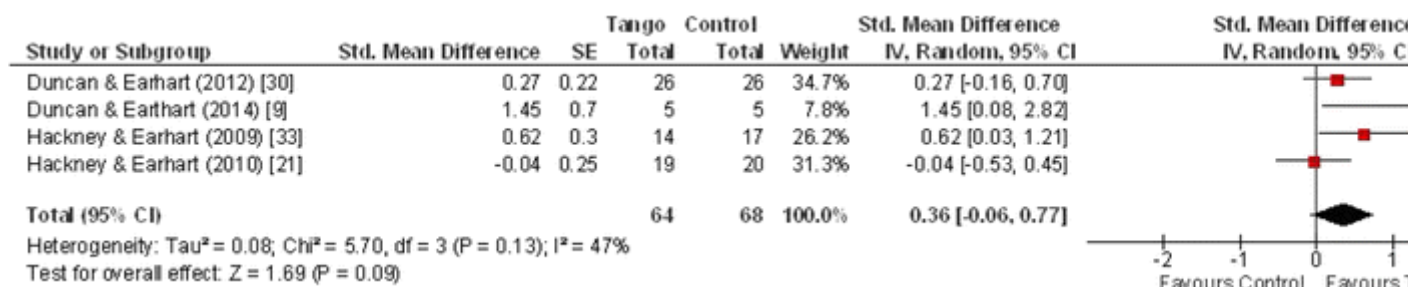 Tango Control Std. Mean Difference Std. Mean Difference
Study or Subgroup Std. Mean Difference SE Total Total Weight IV, Random, 95% CI IV, Random, 95% CI
Duncan & Earhart (2012) [30] 0.27 0.22 26 26 34.7% 0.27 [-0.16, 0.70]
Duncan & Earthart (2014) [9] 1.45 0.7 5 5 7.8% 1.45 [0.08, 2.82]
Hackney & Earhart (2009) [33] 0.62 0.3 14 17 26.2% 0.62 [0.03, 1.21]
Hackney & Earhart (2010) [21] -0.04 0.25 19 20 31.3% -0.04 [-0.53, 0.45]
Total (95% CI) 64 68 100.0% 0.36 [-0.06, 0.77]
Heterogeneity: Tau² = 0.08; Chi² = 5.70, df = 3 (P = 0.13); I² = 47%
Test for overall effect: Z = 1.69 (P = 0.09)
-2 -1 0 1
Favours Control Favours